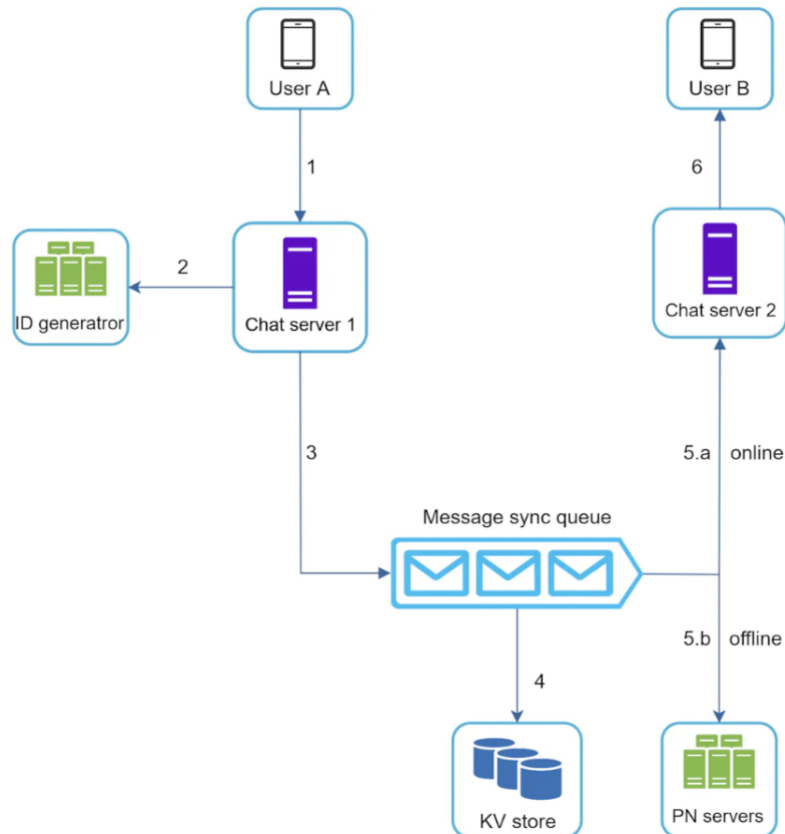 User A
User B
1
6
2
ID generatror
Chat server 1
Chat server 2
3
5.a online
Message sync queue
5.b offline
4
KV store
PN servers